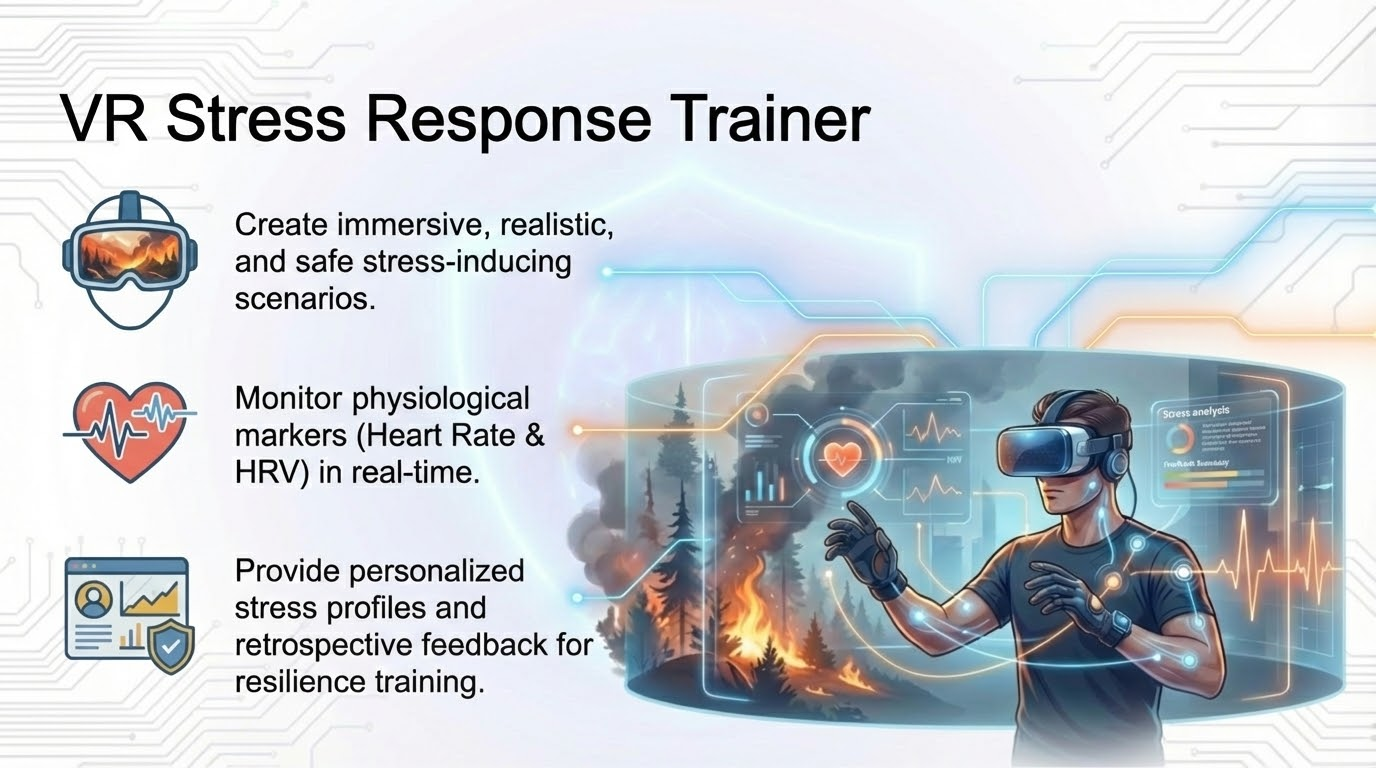 VR Stress Response Trainer
Create immersive, realistic,
and safe stress-inducing
scenarios.
Monitor physiological
markers (Heart Rate &
HRV) in real-time.
Provide personalized
stress profiles and
retrospective feedback for
resilience training.
Stress analysis